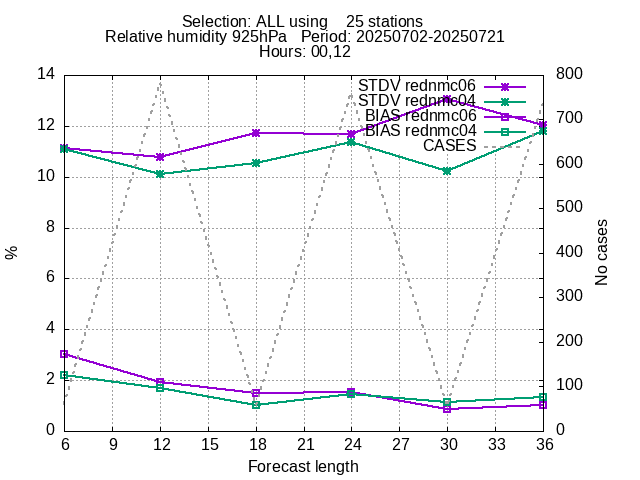 Selection: ALL using 25 stations
Relative humidity 925hPa Period: 20250702-20250721
Hours: 00,12
STDV rednmc06
STDV rednmc04
BIAS rednmc06
BIAS rednmc04
CASES
14
12
10
8
6
4
2
0
%
800
700
600
500
400
300
200
100
0
No cases
6 9 12 15 18 21 24 27 30 33 36
Forecast length